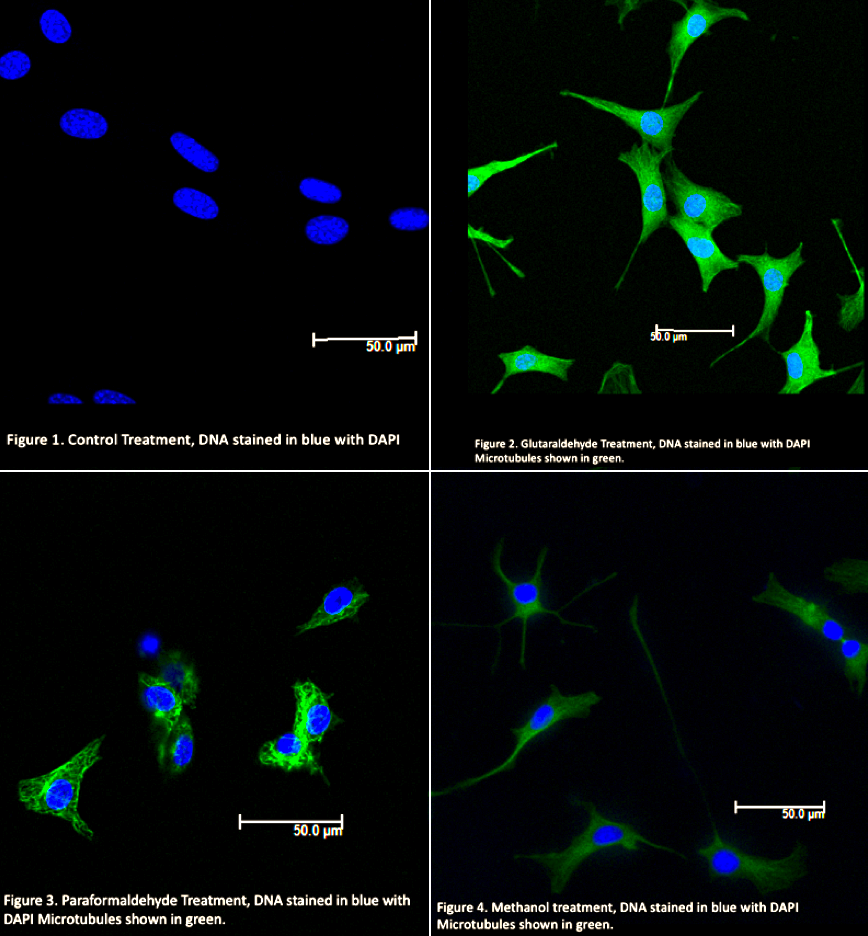 50.0 µm
Figure 1. Control Treatment, DNA stained in blue with DAPI
50.0 µm
Figure 2. Glutaraldehyde Treatment, DNA stained in blue with DAPI
Microtubules shown in green.
50.0 µm
Figure 3. Paraformaldehyde Treatment, DNA stained in blue with
DAPI Microtubules shown in green.
50.0 µm
Figure 4. Methanol treatment, DNA stained in blue with DAPI
Microtubules shown in green.